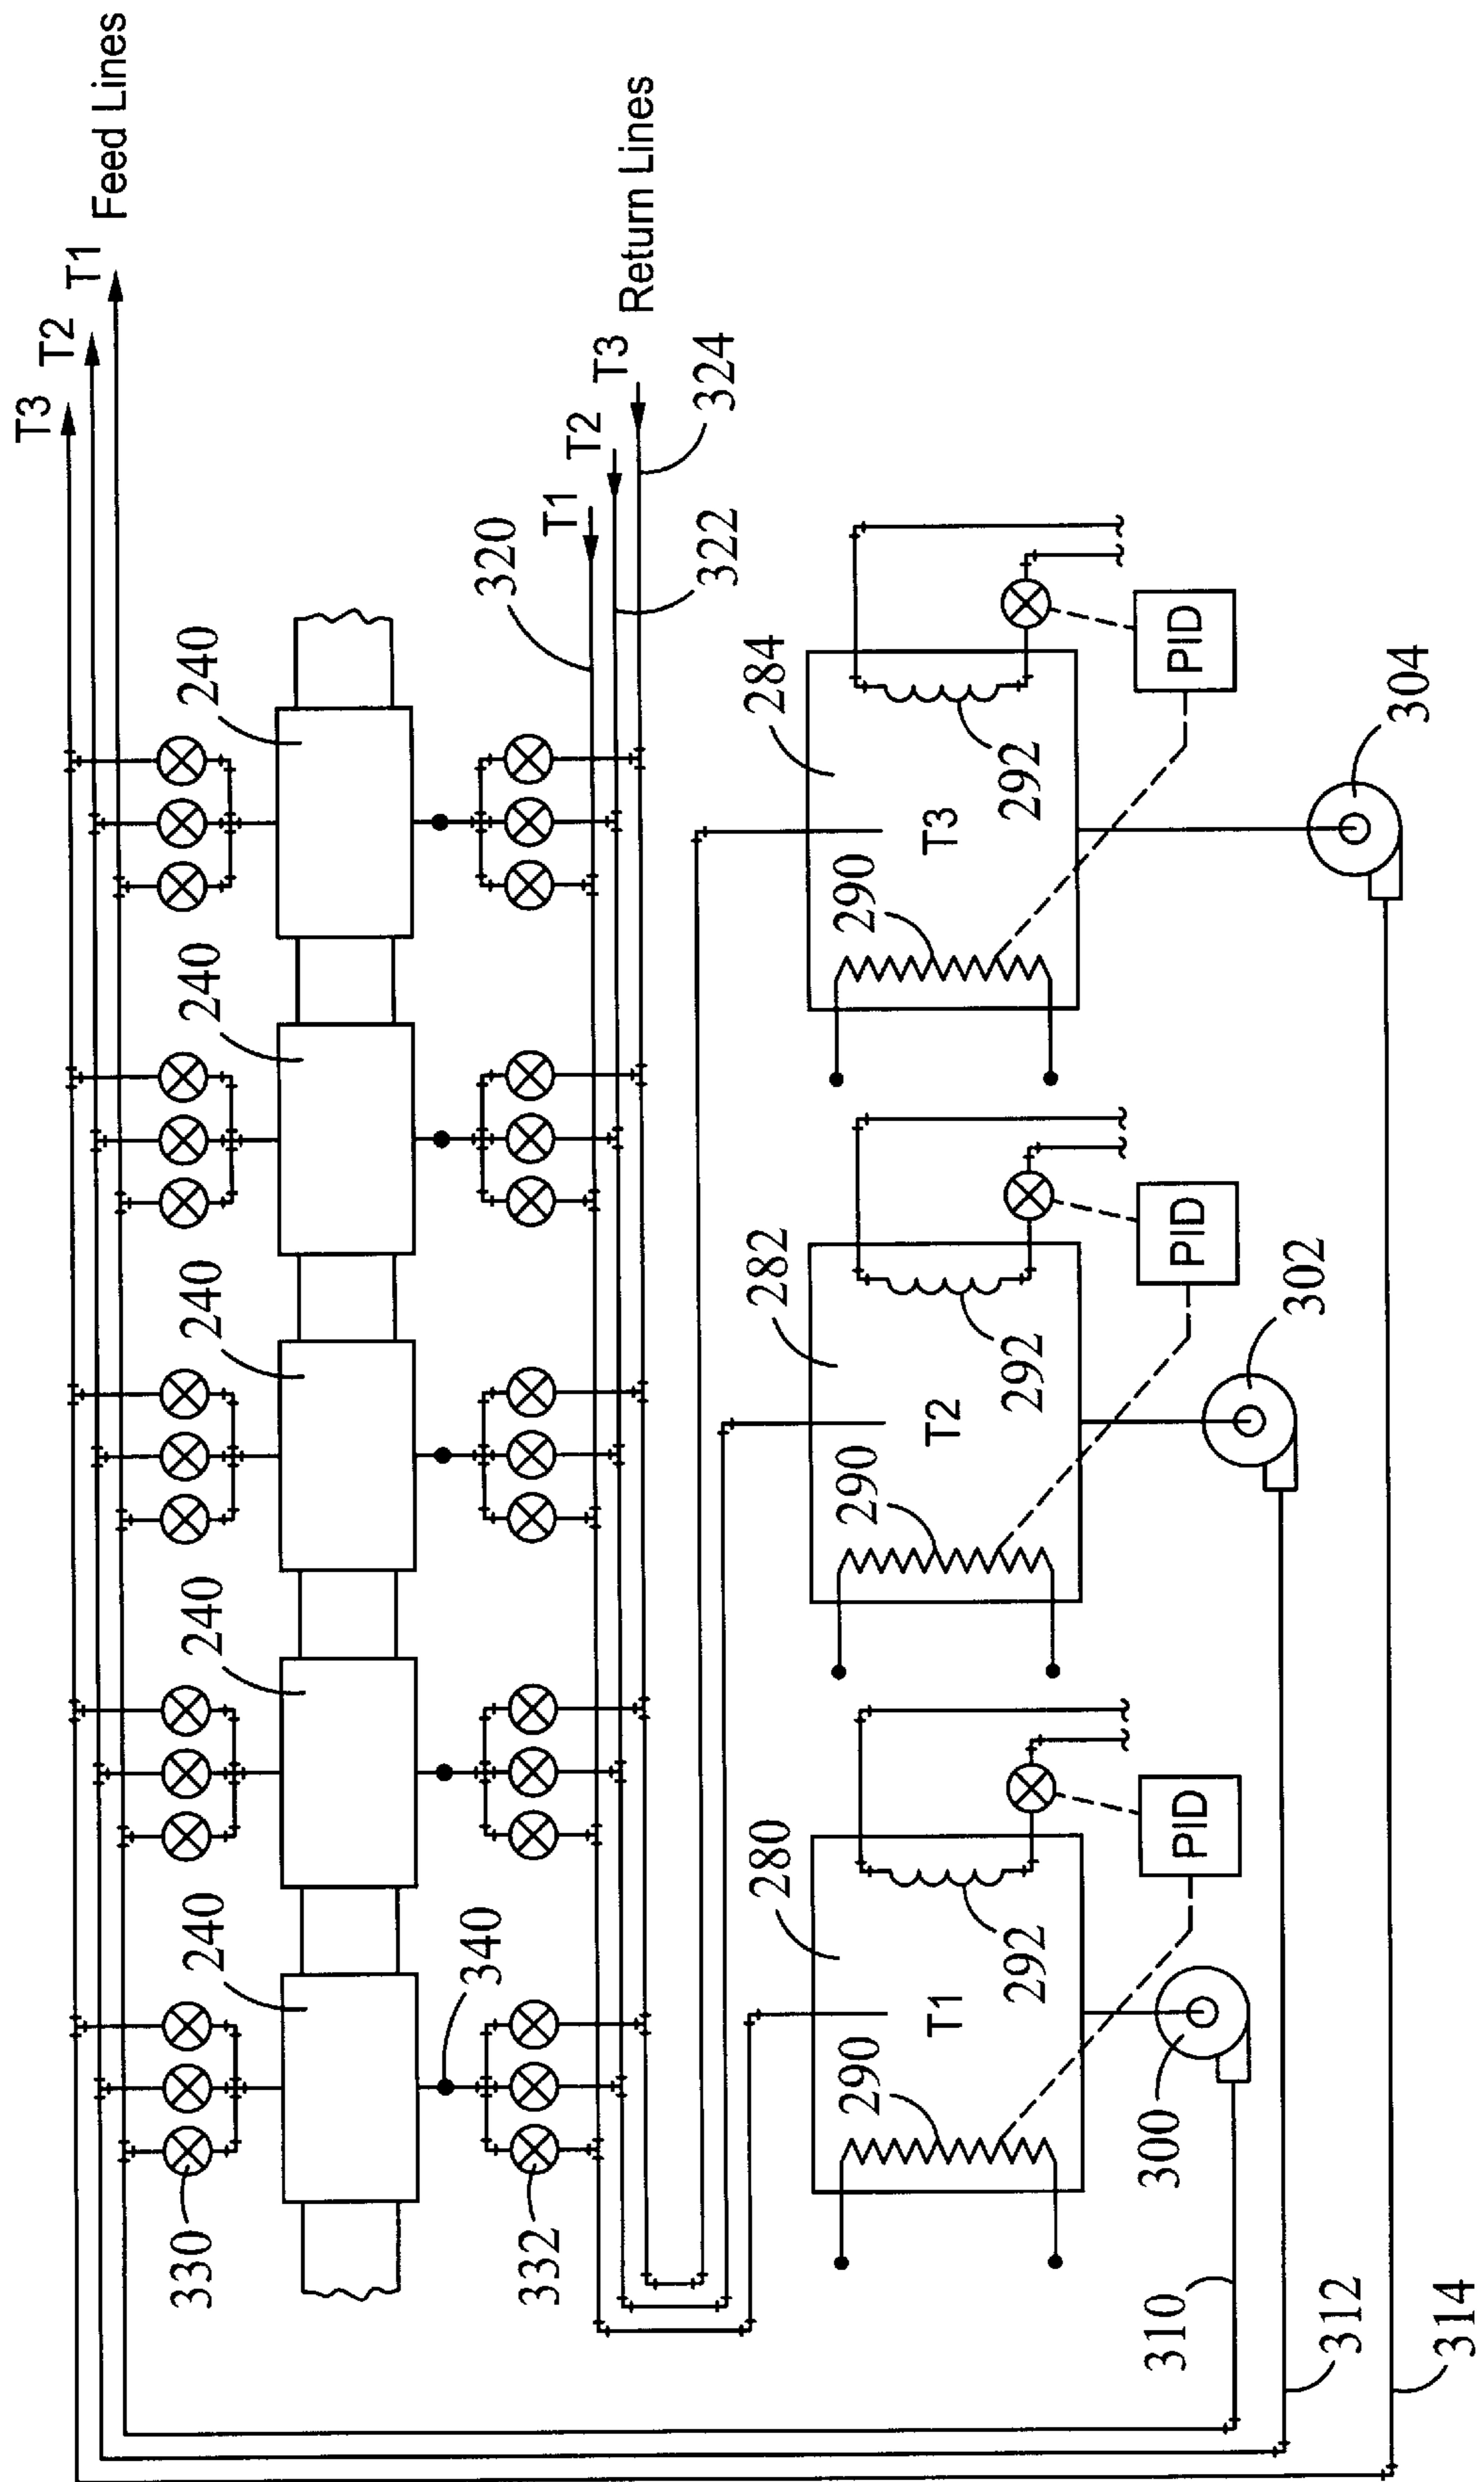 T3
T2
T1 Feed Lines
330
240
240
240
240
240
340
332
320
T1
T2
T3
Return Lines
322
324
280
282
284
290
T1
292
290
T2
292
290
T3
292
PID
PID
PID
300
302
304
310
312
314